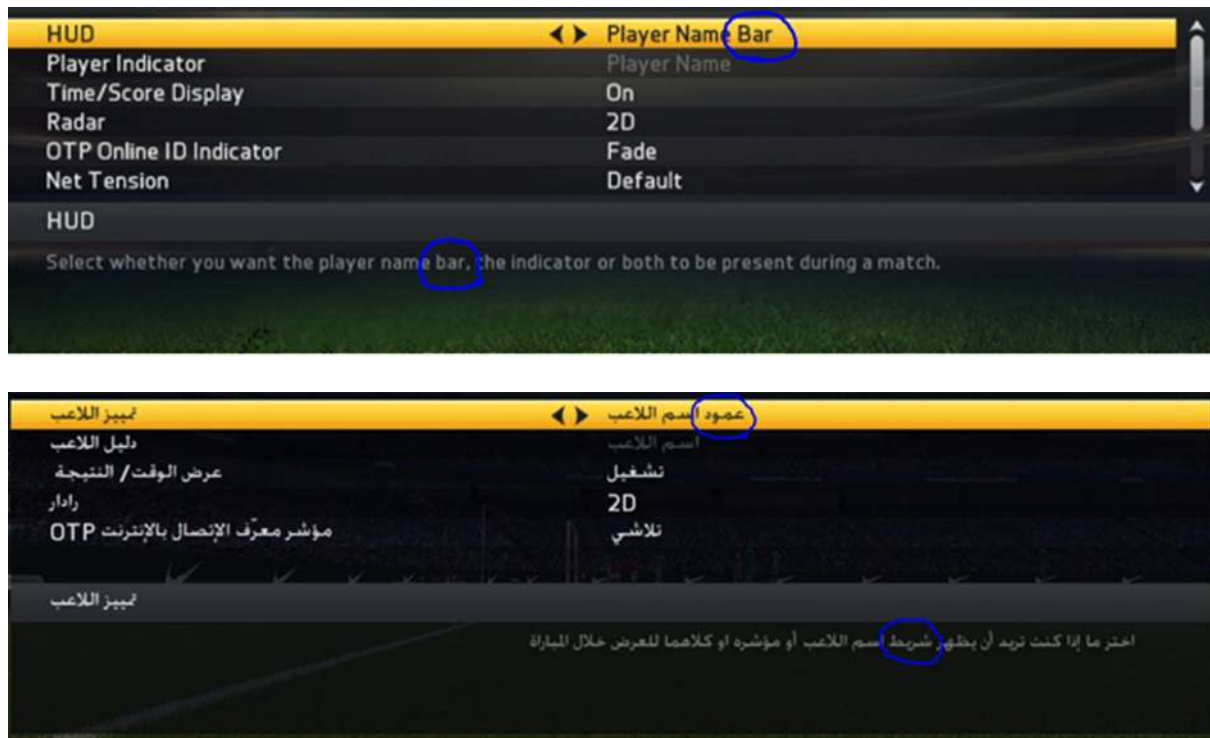 HUD Player Name Bar
Player Indicator Player Name
Time/Score Display On
Radar 2D
OTP Online ID Indicator Fade
Net Tension Default
HUD
Select whether you want the player name bar, the indicator or both to be present during a match.
تمييز اللاعب عمود اسم اللاعب
دليل اللاعب اسم اللاعب
عرض الوقت/ النتيجة تشغيل
رادار 2D
مؤشر معرّف الإتصال بالإنترنت OTP تلاشي
تمييز اللاعب
اختر ما إذا كنت تريد أن يظهر شريط اسم اللاعب أو مؤشره او كلاهما للعرض خلال المباراة